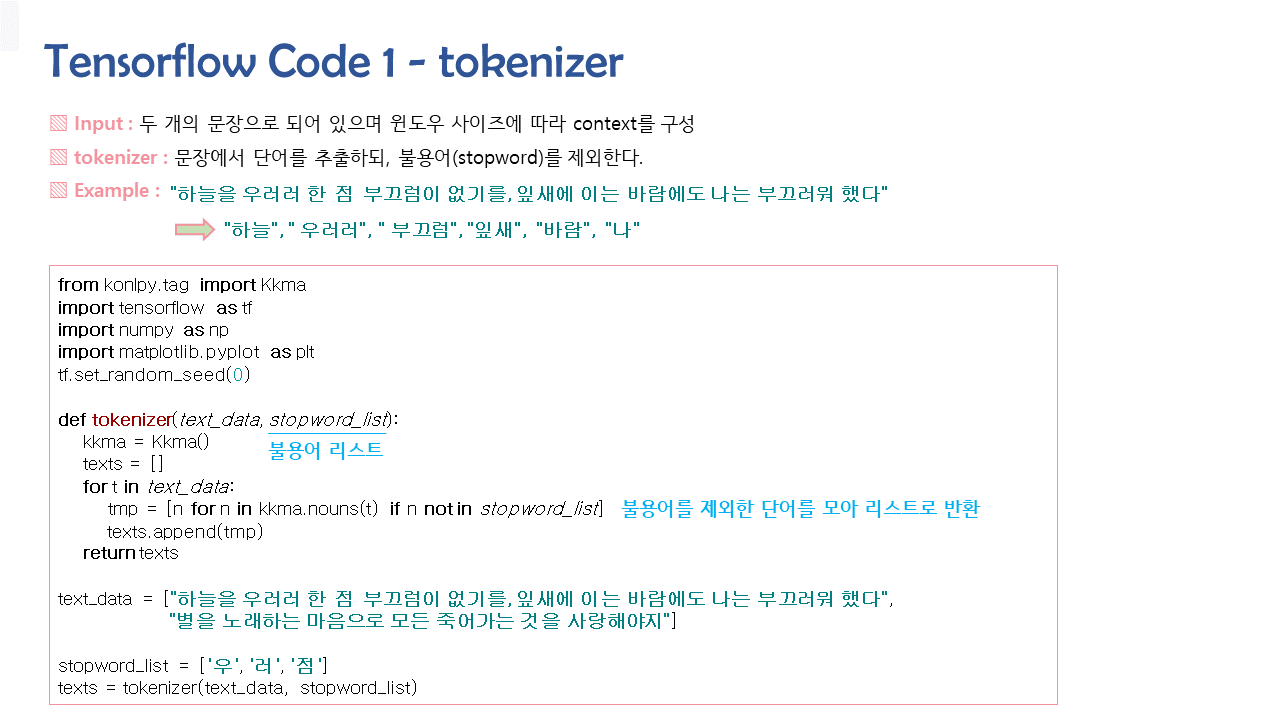 Tensorflow Code 1 - tokenizer
Input : 두 개의 문장으로 되어 있으며 윈도우 사이즈에 따라 context를 구성
tokenizer : 문장에서 단어를 추출하되, 불용어(stopword)를 제외한다.
Example : "하늘을 우러러 한 점 부끄럼이 없기를, 잎새에 이는 바람에도 나는 부끄러워 했다"
"하늘", " 우러러", " 부끄럼", "잎새", "바람", "나"
from konlpy.tag import Kkma
import tensorflow as tf
import numpy as np
import matplotlib.pyplot as plt
tf.set_random_seed(0)
def tokenizer(text_data, stopword_list):
kkma = Kkma()
불용어 리스트
texts = []
for t in text_data:
tmp = [n for n in kkma.nouns(t) if n not in stopword_list] 불용어를 제외한 단어를 모아 리스트로 반환
texts.append(tmp)
return texts
text_data = ["하늘을 우러러 한 점 부끄럼이 없기를, 잎새에 이는 바람에도 나는 부끄러워 했다",
"별을 노래하는 마음으로 모든 죽어가는 것을 사랑해야지"]
stopword_list = ['우', '러', '점']
texts = tokenizer(text_data, stopword_list)